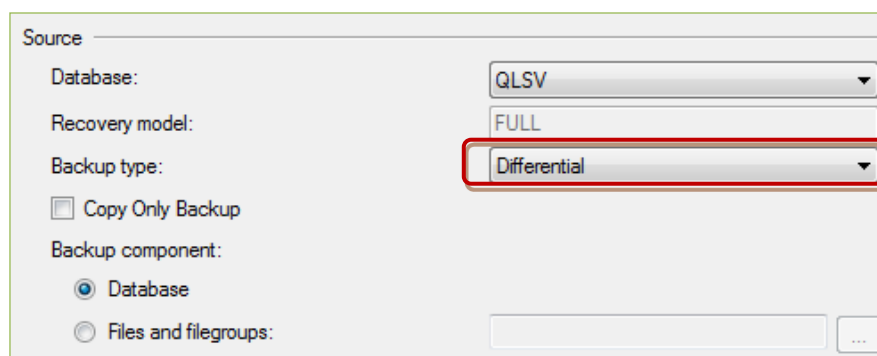 Source
Database: QLSV
Recovery model: FULL
Backup type: Differential
Copy Only Backup
Backup component:
Database
Files and filegroups: ...